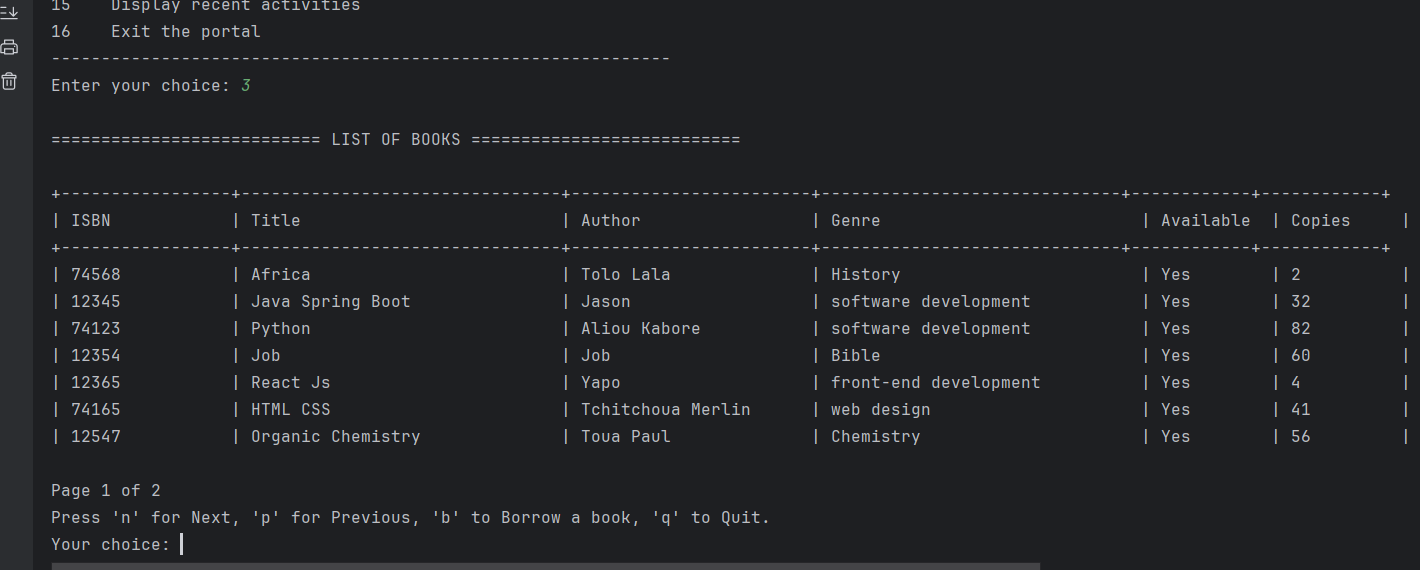 15    Display recent activities
16    Exit the portal
--------------------------------------------------------------
Enter your choice: 3
=========================== LIST OF BOOKS ===========================
+-----------------+--------------------------------+------------------------+------------------------------+------------+------------+
| ISBN            | Title                          | Author                 | Genre                          | Available  | Copies     |
+-----------------+--------------------------------+------------------------+------------------------------+------------+------------+
| 74568           | Africa                         | Tolo Lala              | History                        | Yes        | 2          |
| 12345           | Java Spring Boot               | Jason                  | software development           | Yes        | 32         |
| 74123           | Python                         | Aliou Kabore           | software development           | Yes        | 82         |
| 12354           | Job                            | Job                    | Bible                          | Yes        | 60         |
| 12365           | React Js                       | Yapo                   | front-end development          | Yes        | 4          |
| 74165           | HTML CSS                       | Tchitchoua Merlin      | web design                     | Yes        | 41         |
| 12547           | Organic Chemistry              | Toua Paul              | Chemistry                      | Yes        | 56         |
Page 1 of 2
Press 'n' for Next, 'p' for Previous, 'b' to Borrow a book, 'q' to Quit.
Your choice: